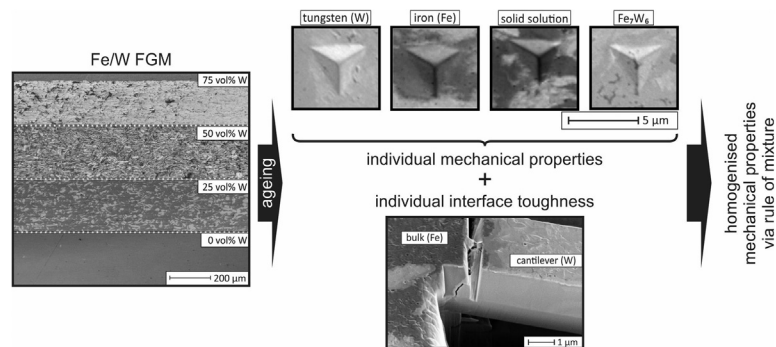 Fe/W FGM
75 vol% W
50 vol% W
25 vol% W
0 vol% W
200 µm
ageing
tungsten (W)
iron (Fe)
solid solution
Fe₇W₆
5 µm
individual mechanical properties
+
individual interface toughness
bulk (Fe)
cantilever (W)
1 µm
homogenised
mechanical properties
via rule of mixture